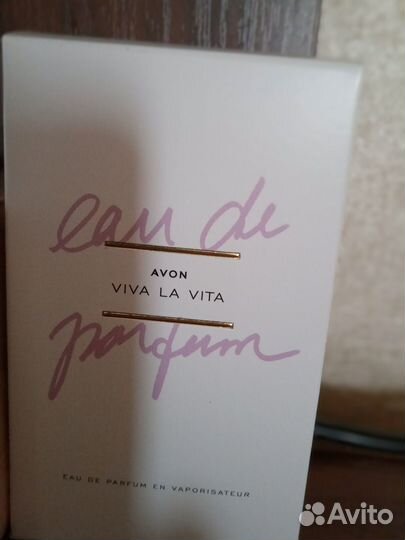 eau de
AVON
VIVA LA VITA
parfum
EAU DE PARFUM EN VAPORISATEUR
Avito